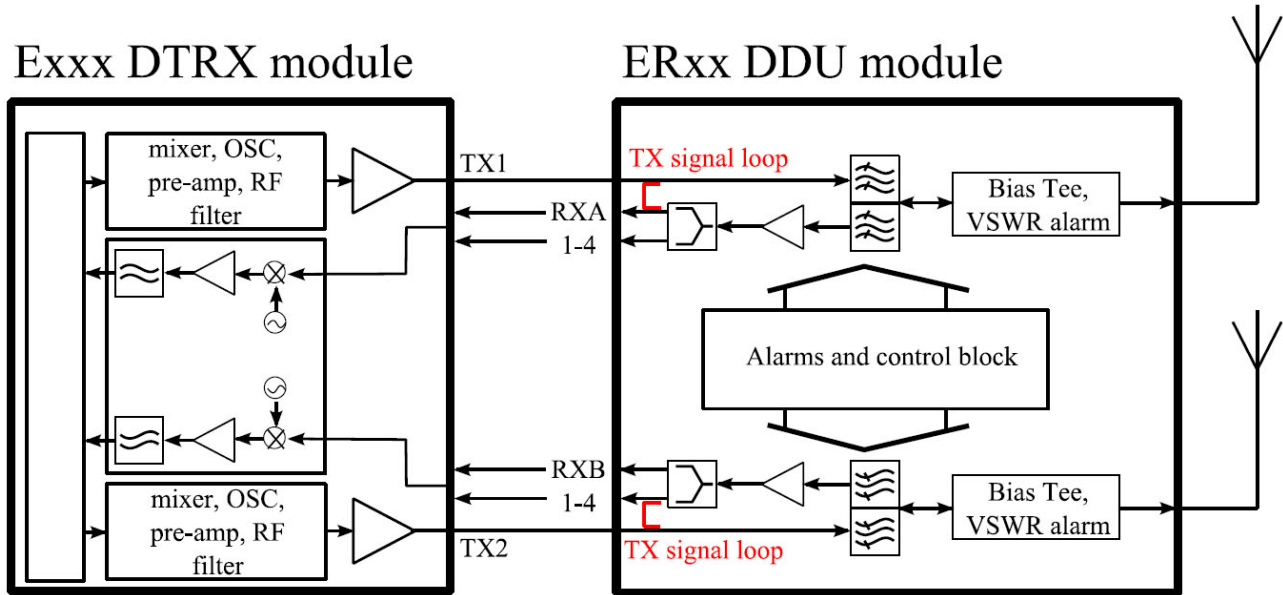 Exxx DTRX module
ERxx DDU module
mixer, OSC,
pre-amp, RF
filter
TX1
RXA
1-4
TX signal loop
Bias Tee,
VSWR alarm
Alarms and control block
RXB
1-4
TX2
TX signal loop
Bias Tee,
VSWR alarm
mixer, OSC,
pre-amp, RF
filter